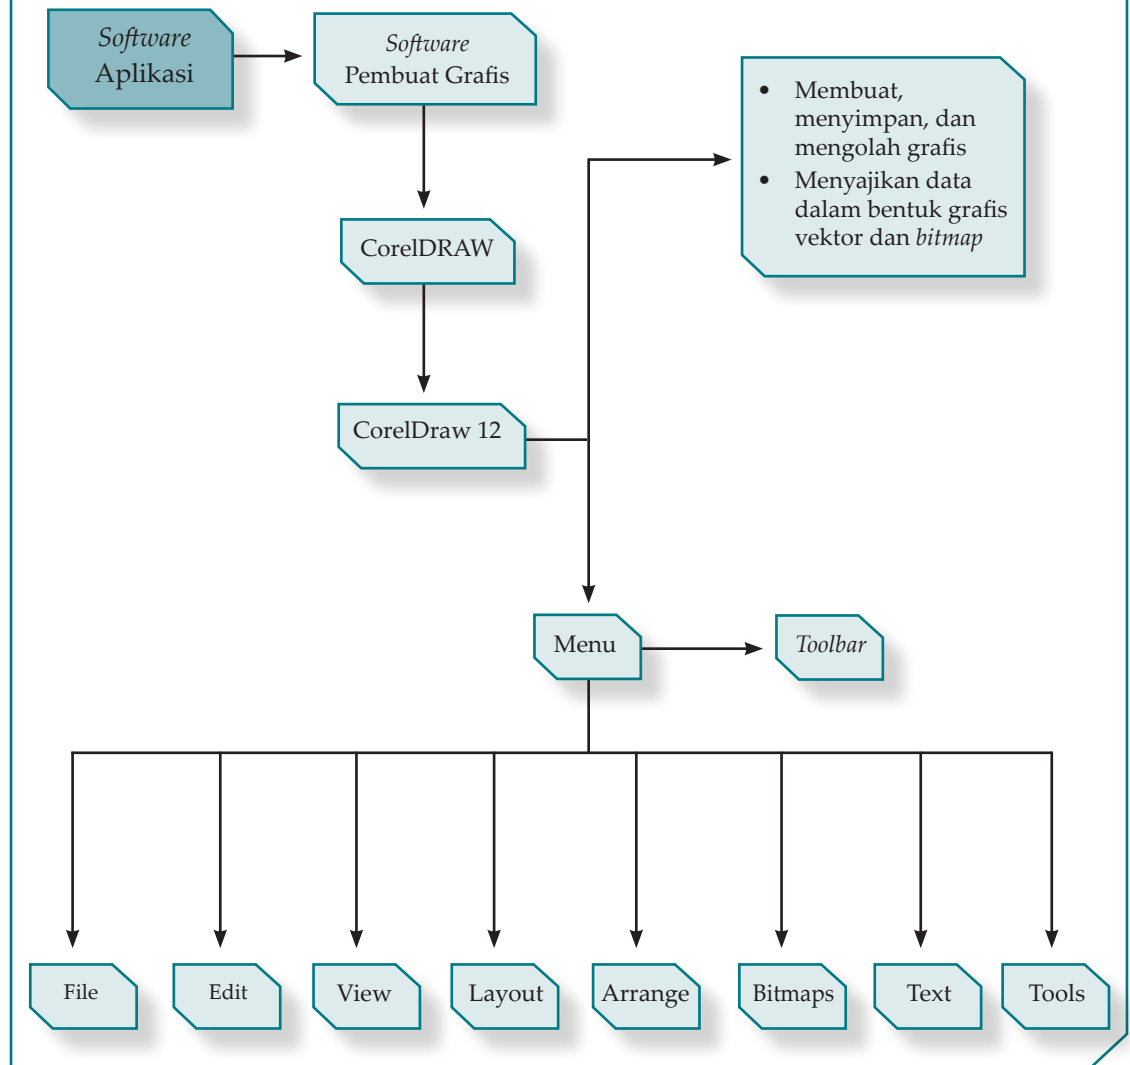 Software
Aplikasi
Software
Pembuat Grafis
• Membuat,
menyimpan, dan
mengolah grafis
• Menyajikan data
dalam bentuk grafis
vektor dan bitmap
CorelDRAW
CorelDraw 12
Menu
Toolbar
File
Edit
View
Layout
Arrange
Bitmaps
Text
Tools